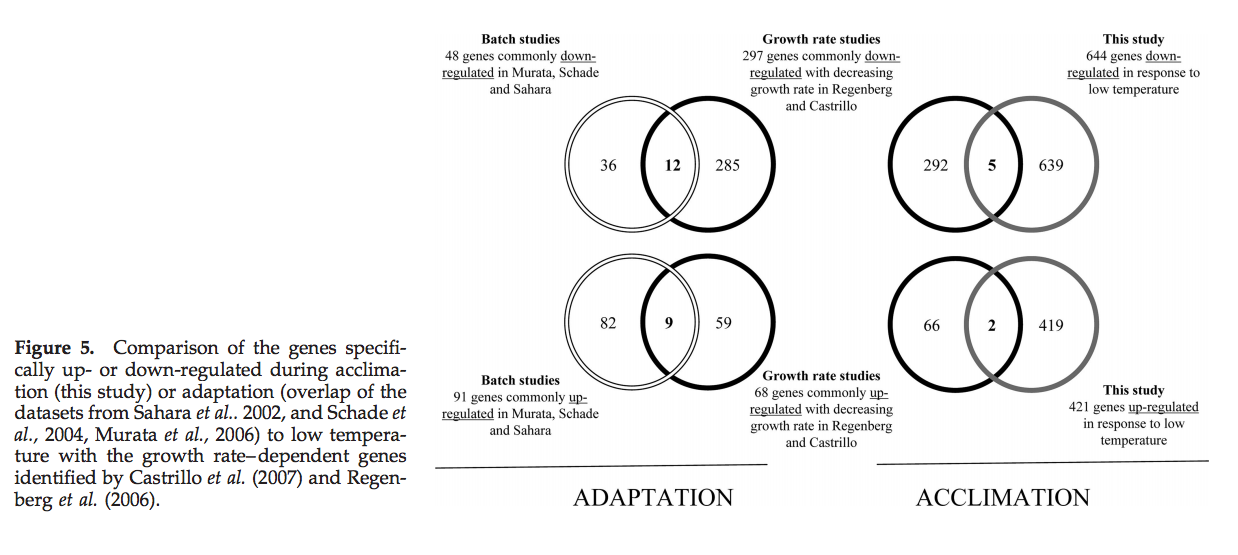 Batch studies
48 genes commonly down-
regulated in Murata, Schade
and Sahara
Growth rate studies
297 genes commonly down-
regulated with decreasing
growth rate in Regenberg
and Castrillo
This study
644 genes down-
regulated in response to
low temperature
36
12
285
292
5
639
82
9
59
66
2
419
Figure 5. Comparison of the genes specifi-
cally up- or down-regulated during acclima-
tion (this study) or adaptation (overlap of the
datasets from Sahara et al.. 2002, and Schade et
al., 2004, Murata et al., 2006) to low tempera-
ture with the growth rate–dependent genes
identified by Castrillo et al. (2007) and Regen-
berg et al. (2006).
Batch studies
91 genes commonly up-
regulated in Murata, Schade
and Sahara
Growth rate studies
68 genes commonly up-
regulated with decreasing
growth rate in Regenberg
and Castrillo
This study
421 genes up-regulated
in response to low
temperature
ADAPTATION
ACCLIMATION